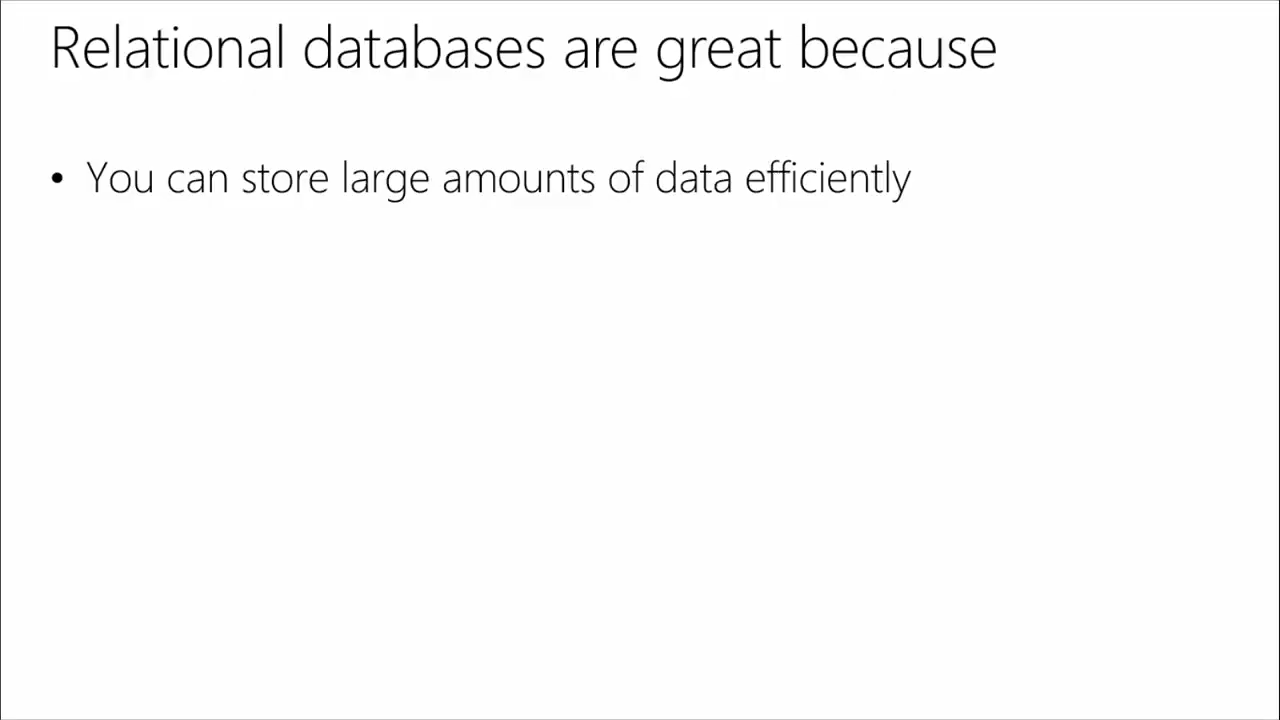 Relational databases are great because
• You can store large amounts of data efficiently